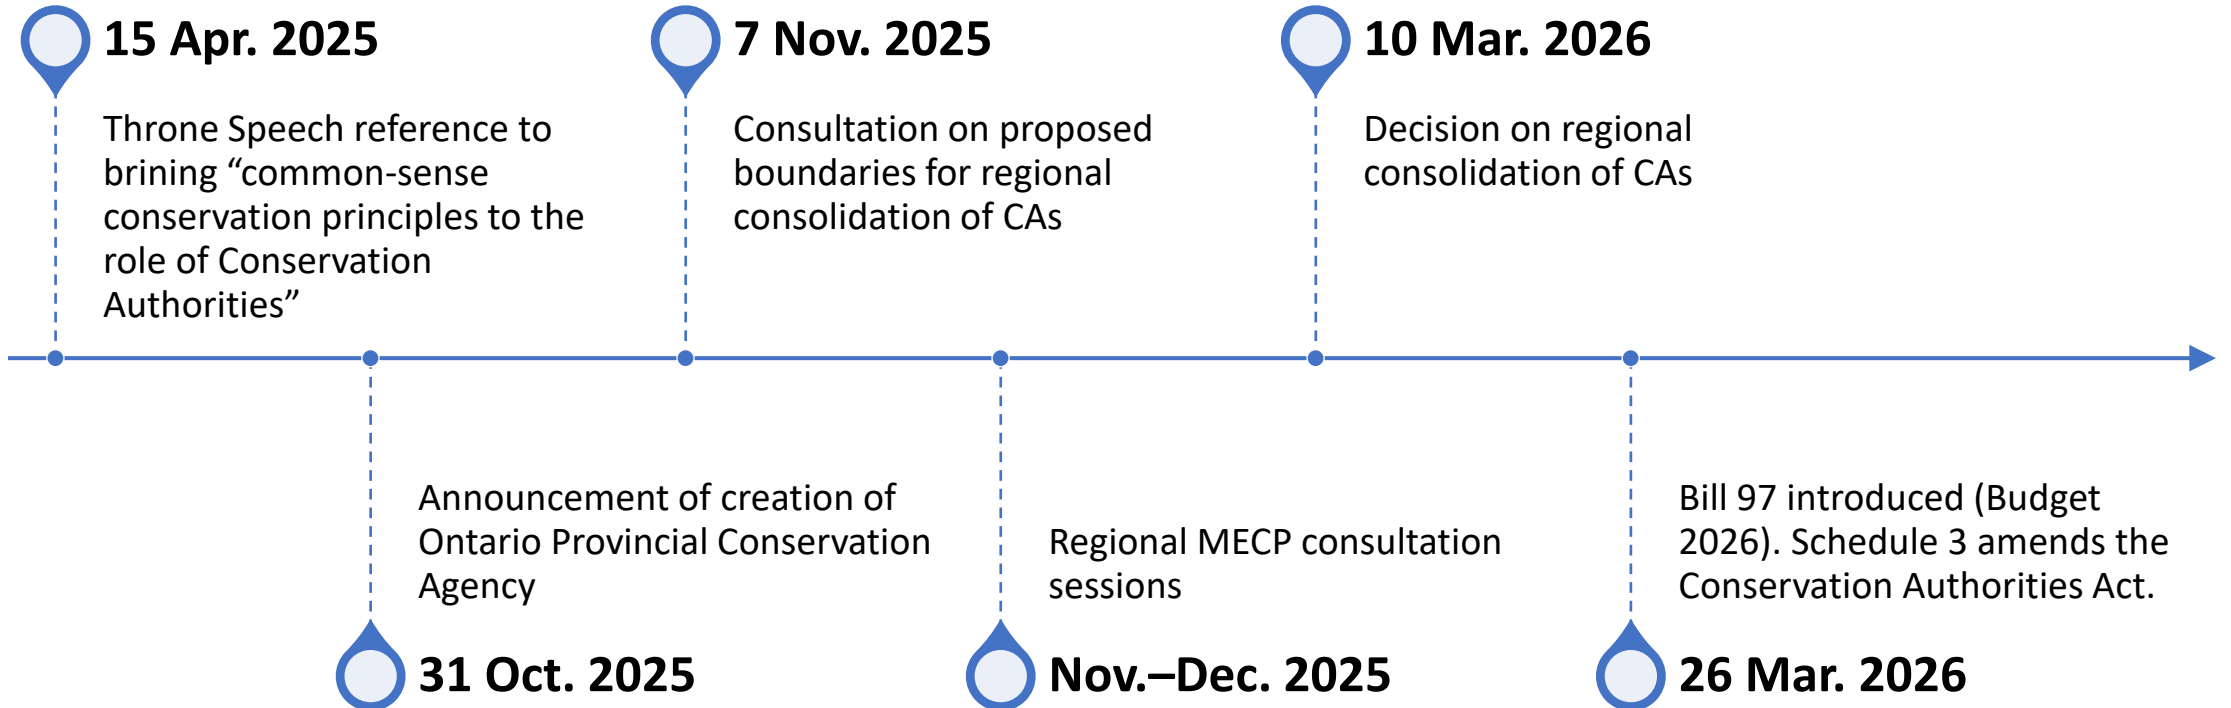 15 Apr. 2025
Throne Speech reference to
brining “common-sense
conservation principles to the
role of Conservation
Authorities”
7 Nov. 2025
Consultation on proposed
boundaries for regional
consolidation of CAs
10 Mar. 2026
Decision on regional
consolidation of CAs
Announcement of creation of
Ontario Provincial Conservation
Agency
31 Oct. 2025
Regional MECP consultation
sessions
Nov.–Dec. 2025
Bill 97 introduced (Budget
2026). Schedule 3 amends the
Conservation Authorities Act.
26 Mar. 2026